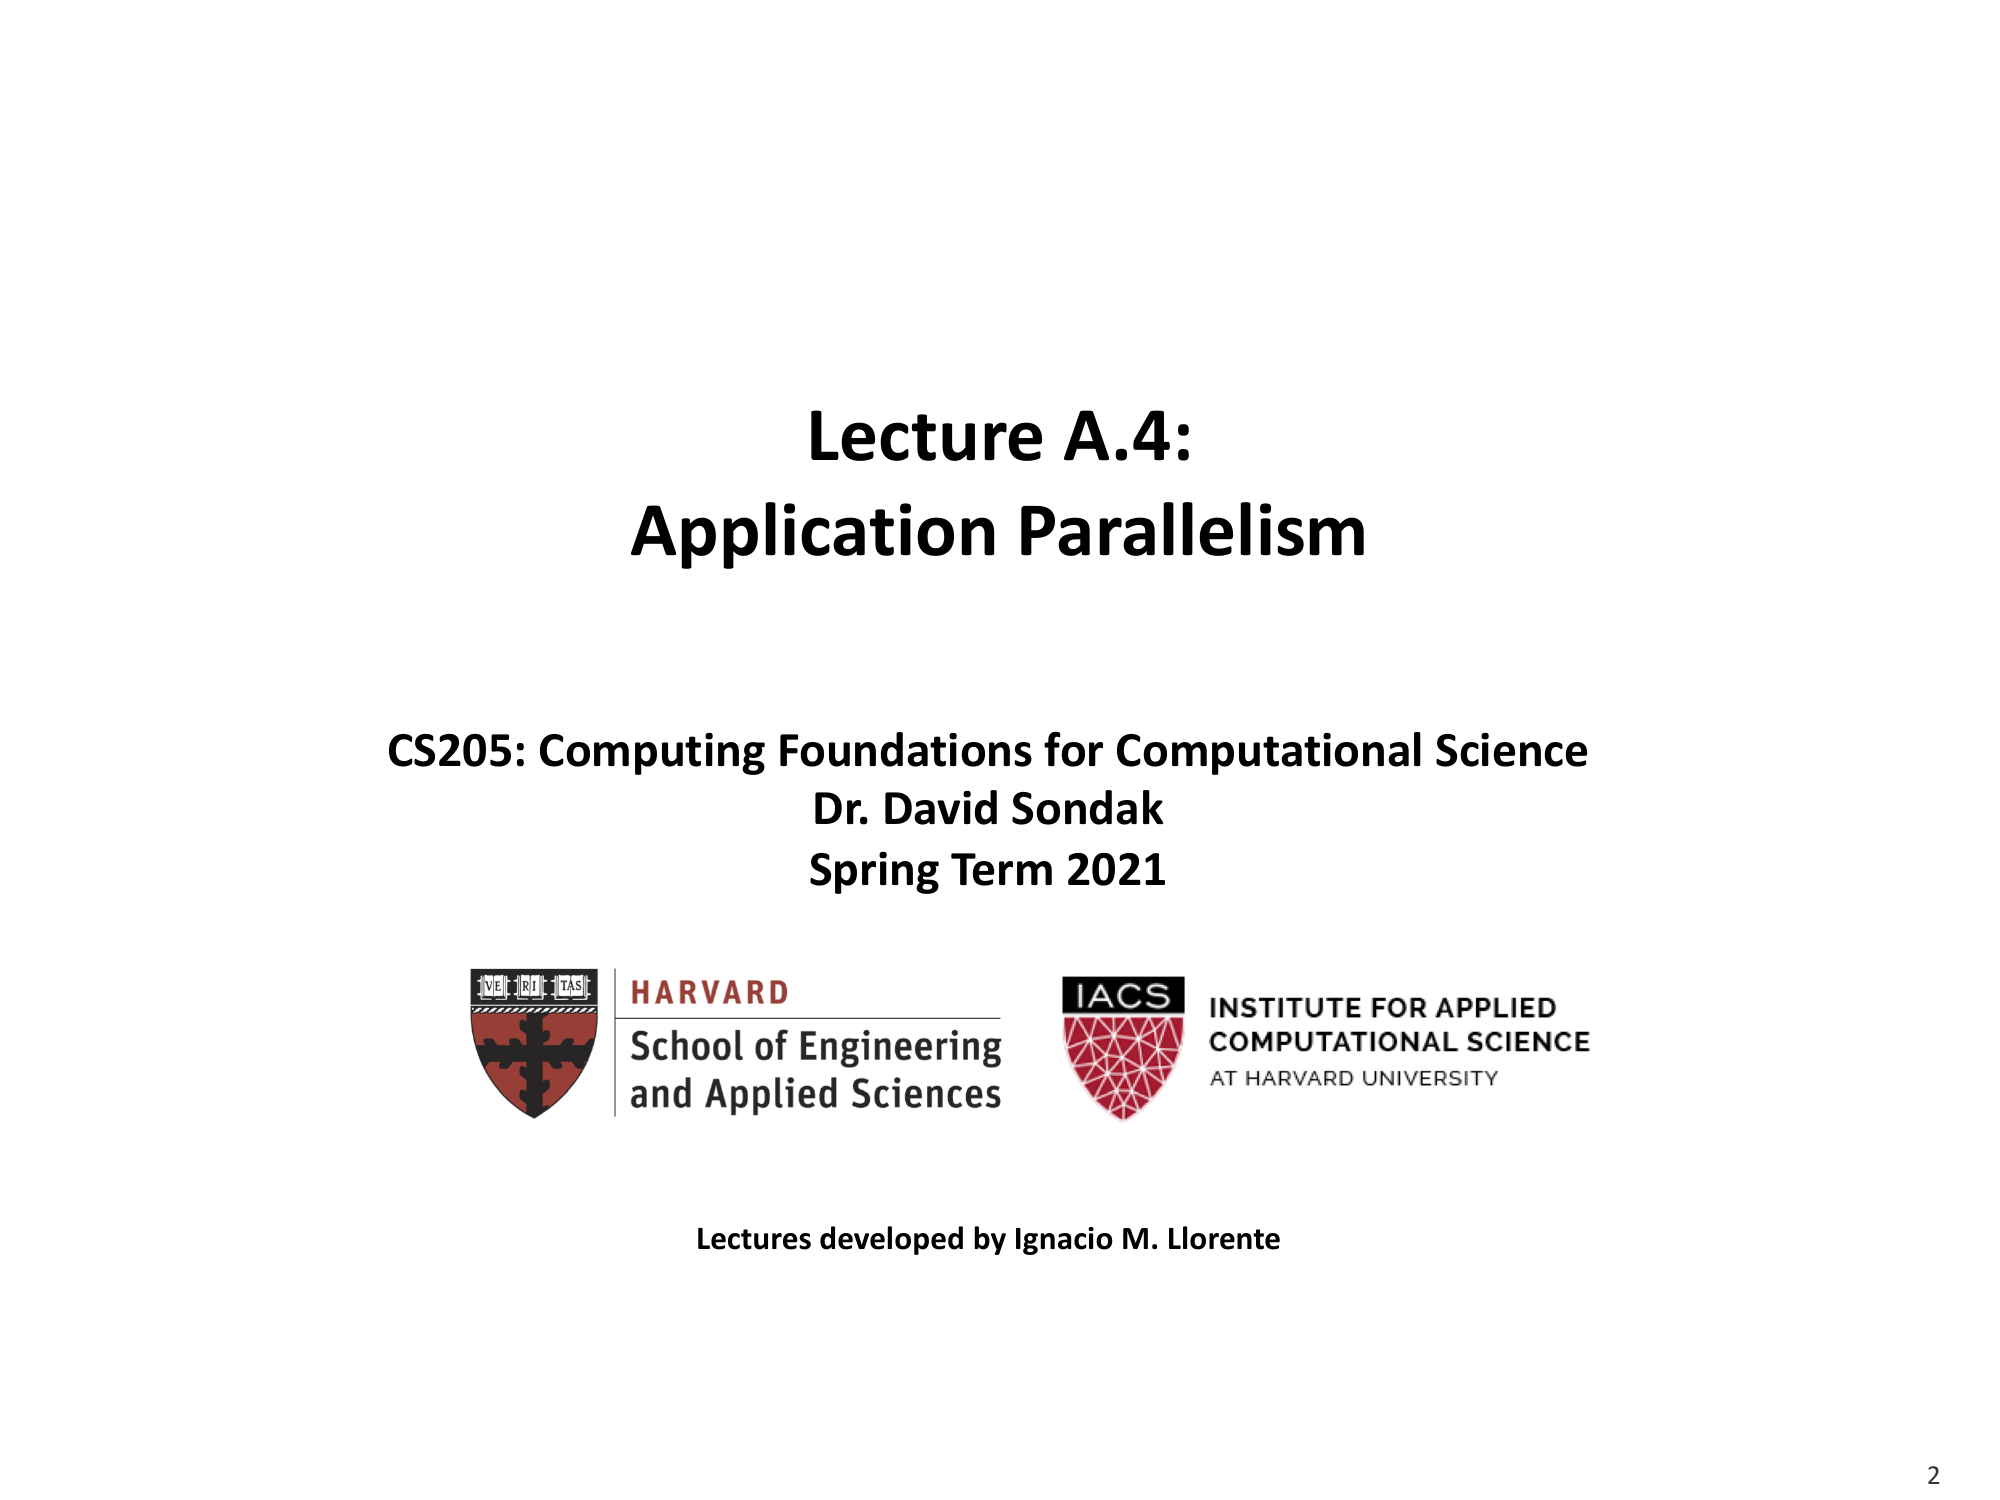 Lecture A.4:
Application Parallelism
CS205: Computing Foundations for Computational Science
Dr. David Sondak
Spring Term 2021
VE RI TAS
HARVARD
School of Engineering
and Applied Sciences
IACS
INSTITUTE FOR APPLIED
COMPUTATIONAL SCIENCE
AT HARVARD UNIVERSITY
Lectures developed by Ignacio M. Llorente
2